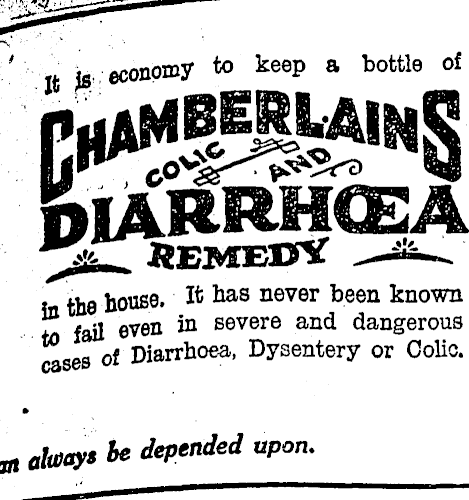 It is economy to keep a bottle of
CHAMBERLAINS
COLIC AND
DIARRHŒA
REMEDY
in the house. It has never been known
to fail even in severe and dangerous
cases of Diarrhoea, Dysentery or Colic.
always be depended upon.